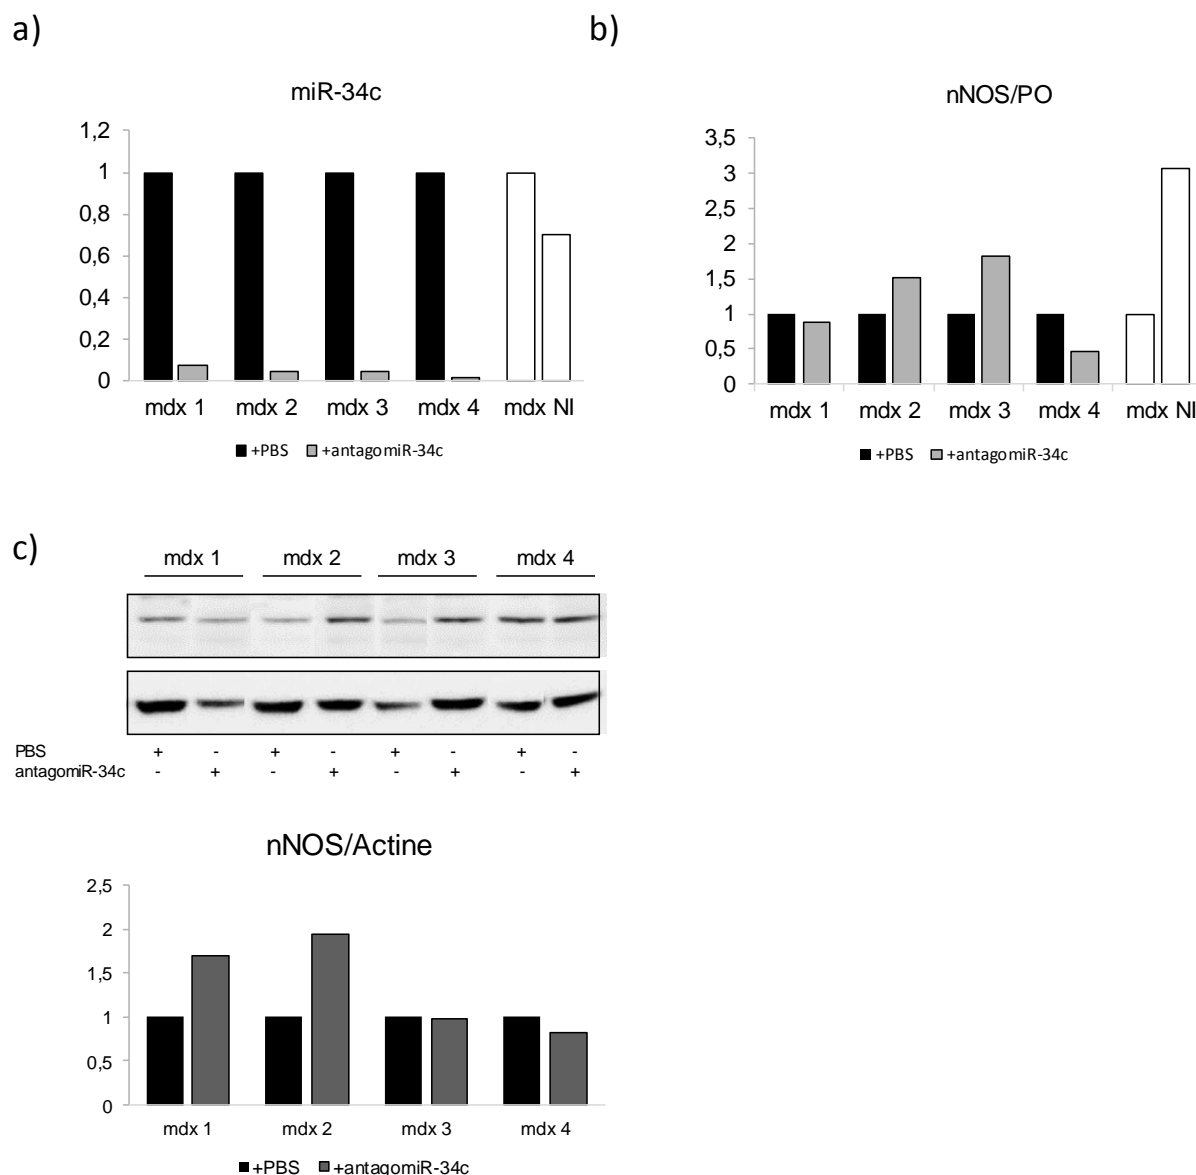 a)
miR-34c
1,2
1
0,8
0,6
0,4
0,2
0
mdx 1 mdx 2 mdx 3 mdx 4 mdx NI
+PBS +antagomiR-34c
b)
nNOS/PO
3,5
3
2,5
2
1,5
1
0,5
0
mdx 1 mdx 2 mdx 3 mdx 4 mdx NI
+PBS +antagomiR-34c
c)
mdx 1 mdx 2 mdx 3 mdx 4
PBS + - + - + - + -
antagomiR-34c - + - + - + - +
nNOS/Actine
2,5
2
1,5
1
0,5
0
mdx 1 mdx 2 mdx 3 mdx 4
+PBS +antagomiR-34c